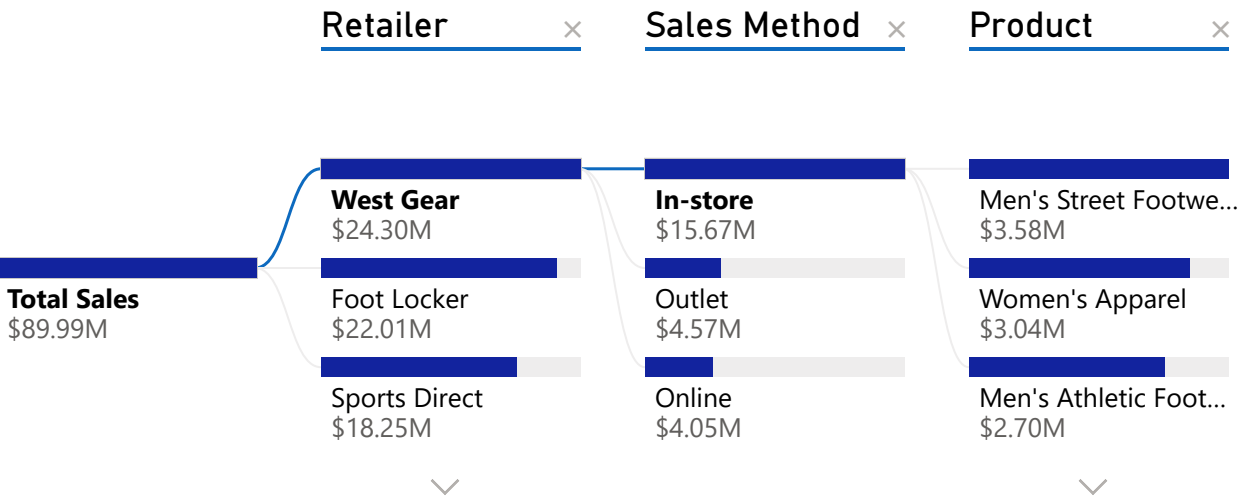 Retailer
Sales Method
Product
Total Sales
$89.99M
West Gear
$24.30M
Foot Locker
$22.01M
Sports Direct
$18.25M
In-store
$15.67M
Outlet
$4.57M
Online
$4.05M
Men's Street Footwe...
$3.58M
Women's Apparel
$3.04M
Men's Athletic Foot...
$2.70M